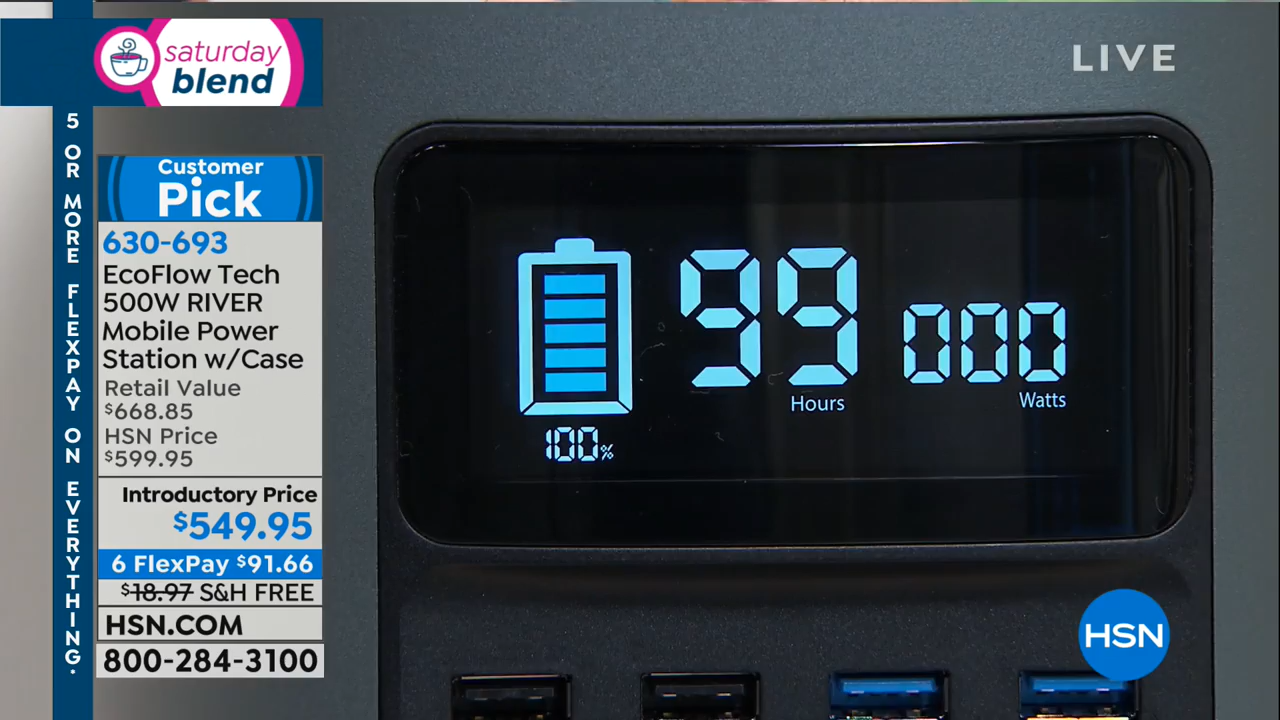 saturday
blend
LIVE
5 OR MORE FLEXPAY ON EVERYTHING.
Customer
Pick
630-693
EcoFlow Tech
500W RIVER
Mobile Power
Station w/Case
Retail Value
$668.85
HSN Price
$599.95
Introductory Price
$549.95
6 FlexPay $91.66
$18.97 S&H FREE
HSN.COM
800-284-3100
99
Hours
000
Watts
100%
HSN